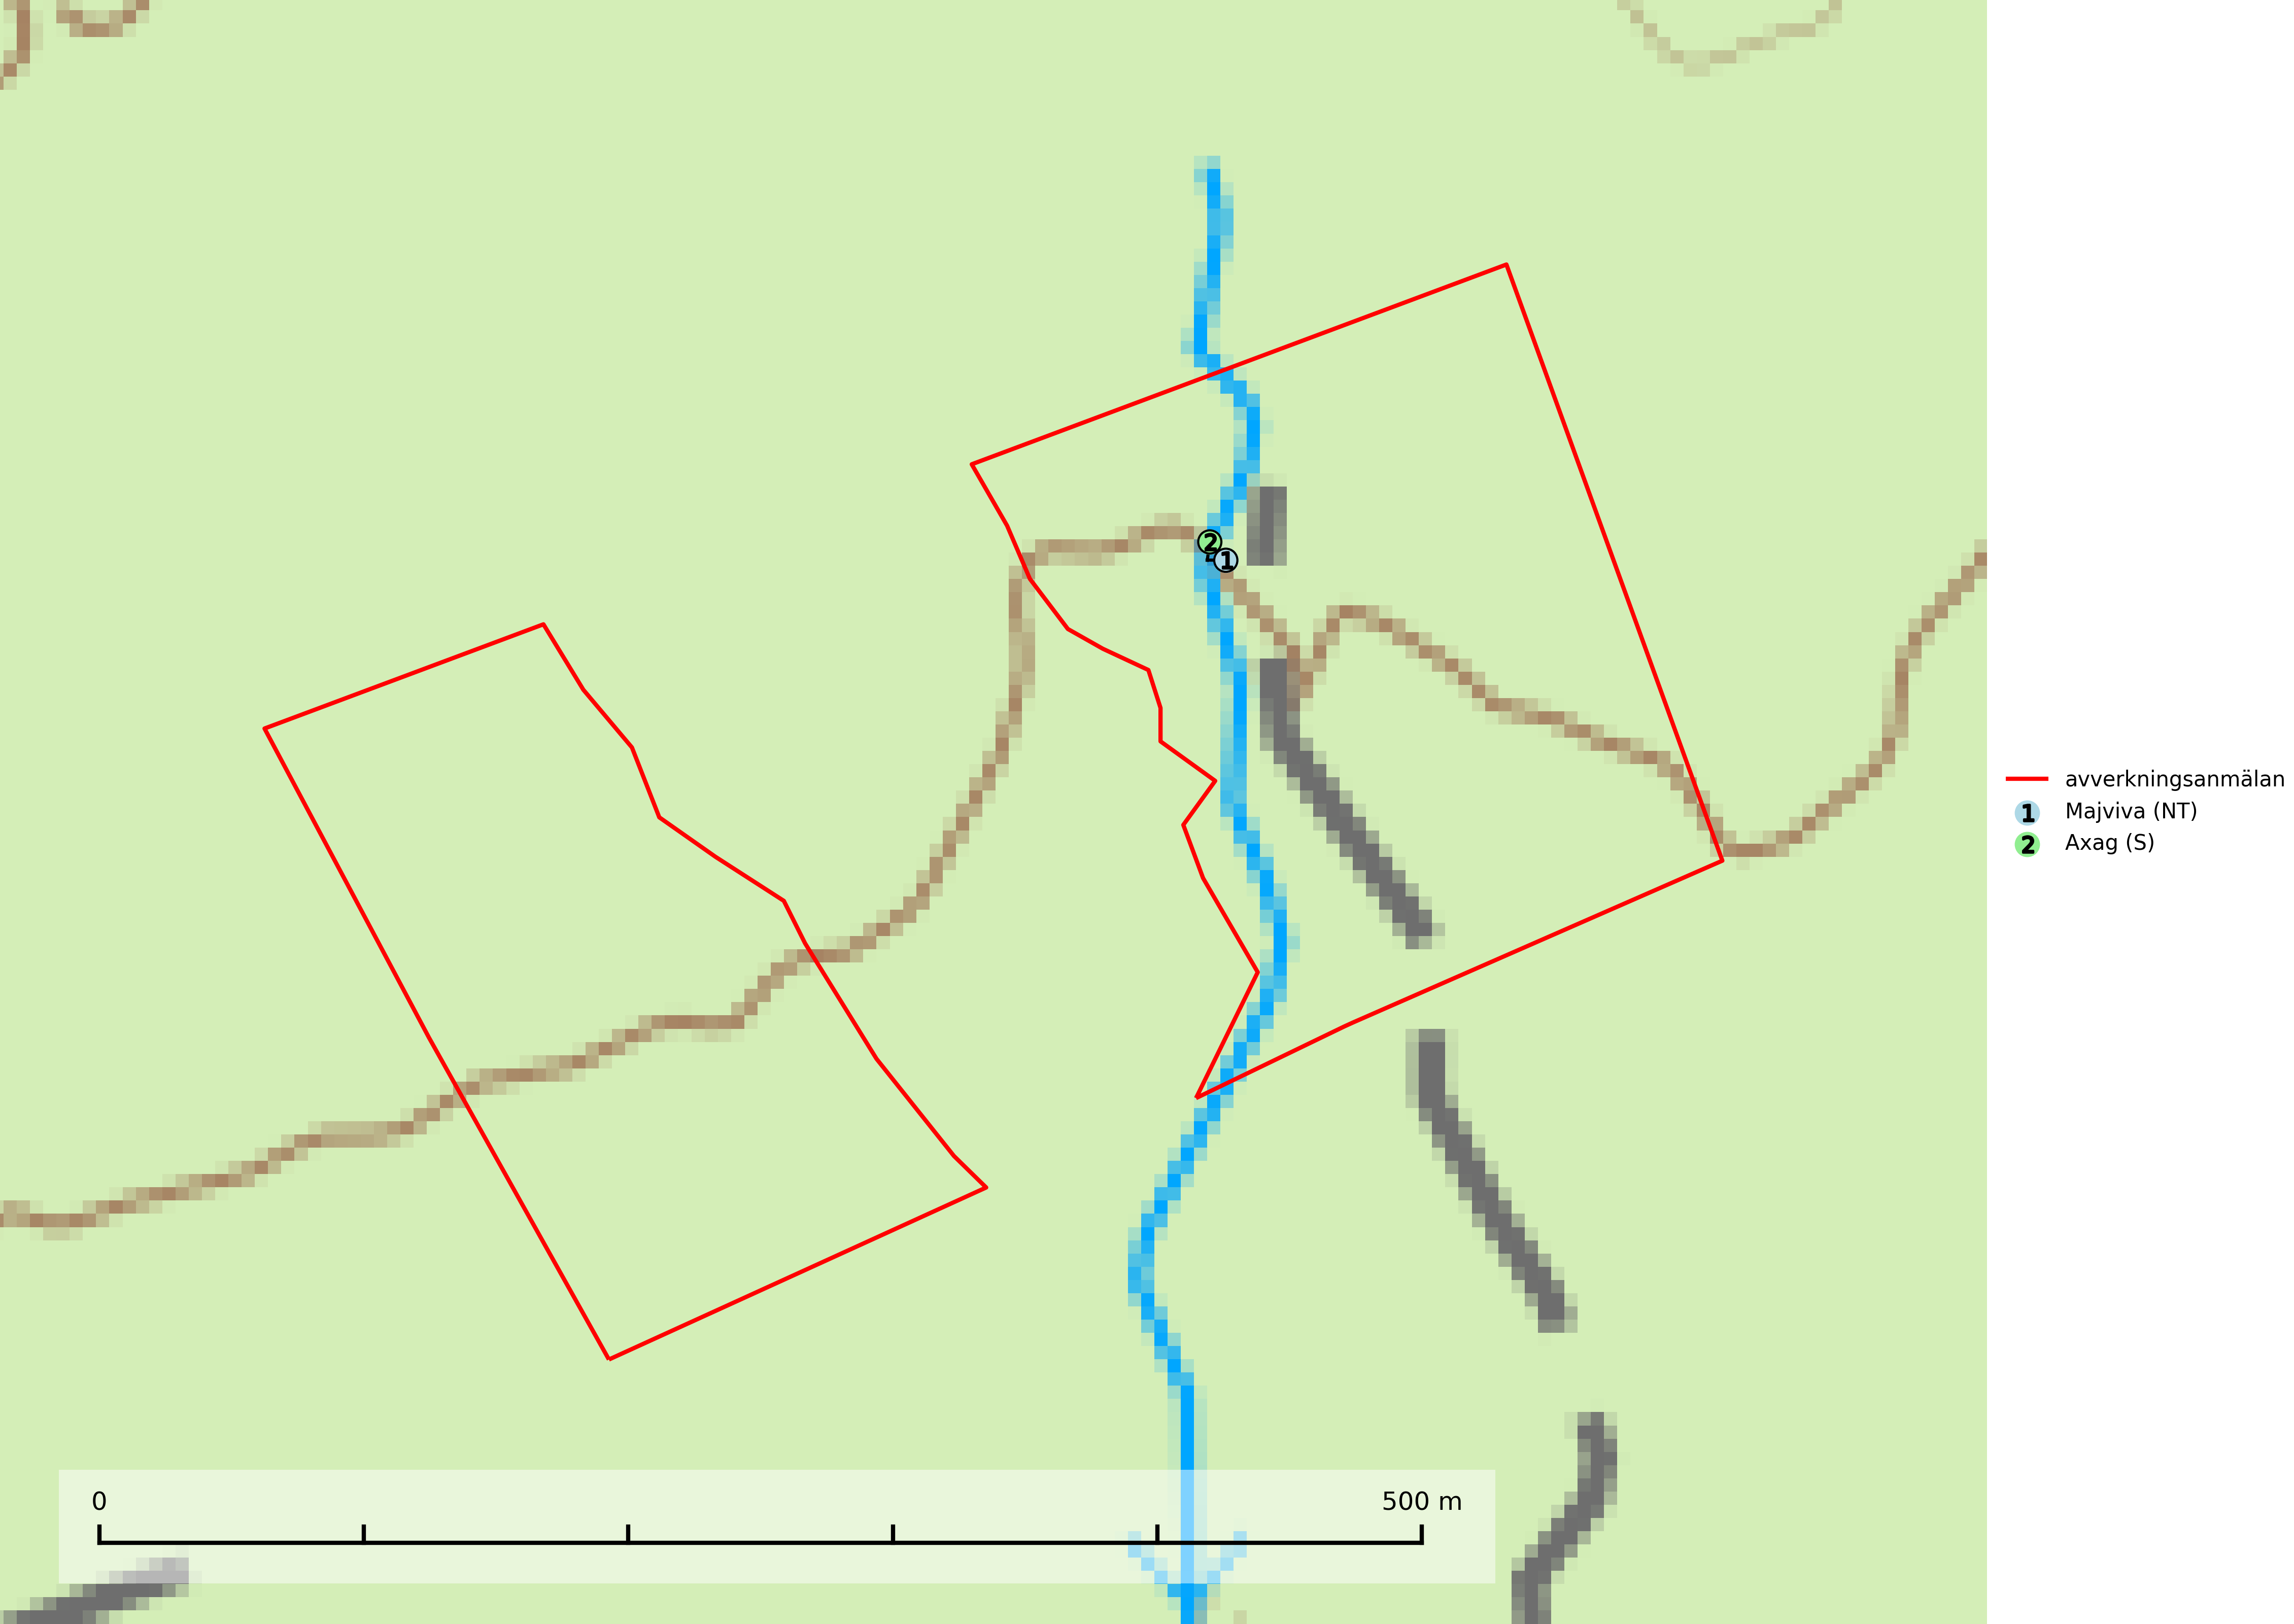 2
1
avverkningsanmälan
1 Majviva (NT)
2 Axag (S)
0 500 m